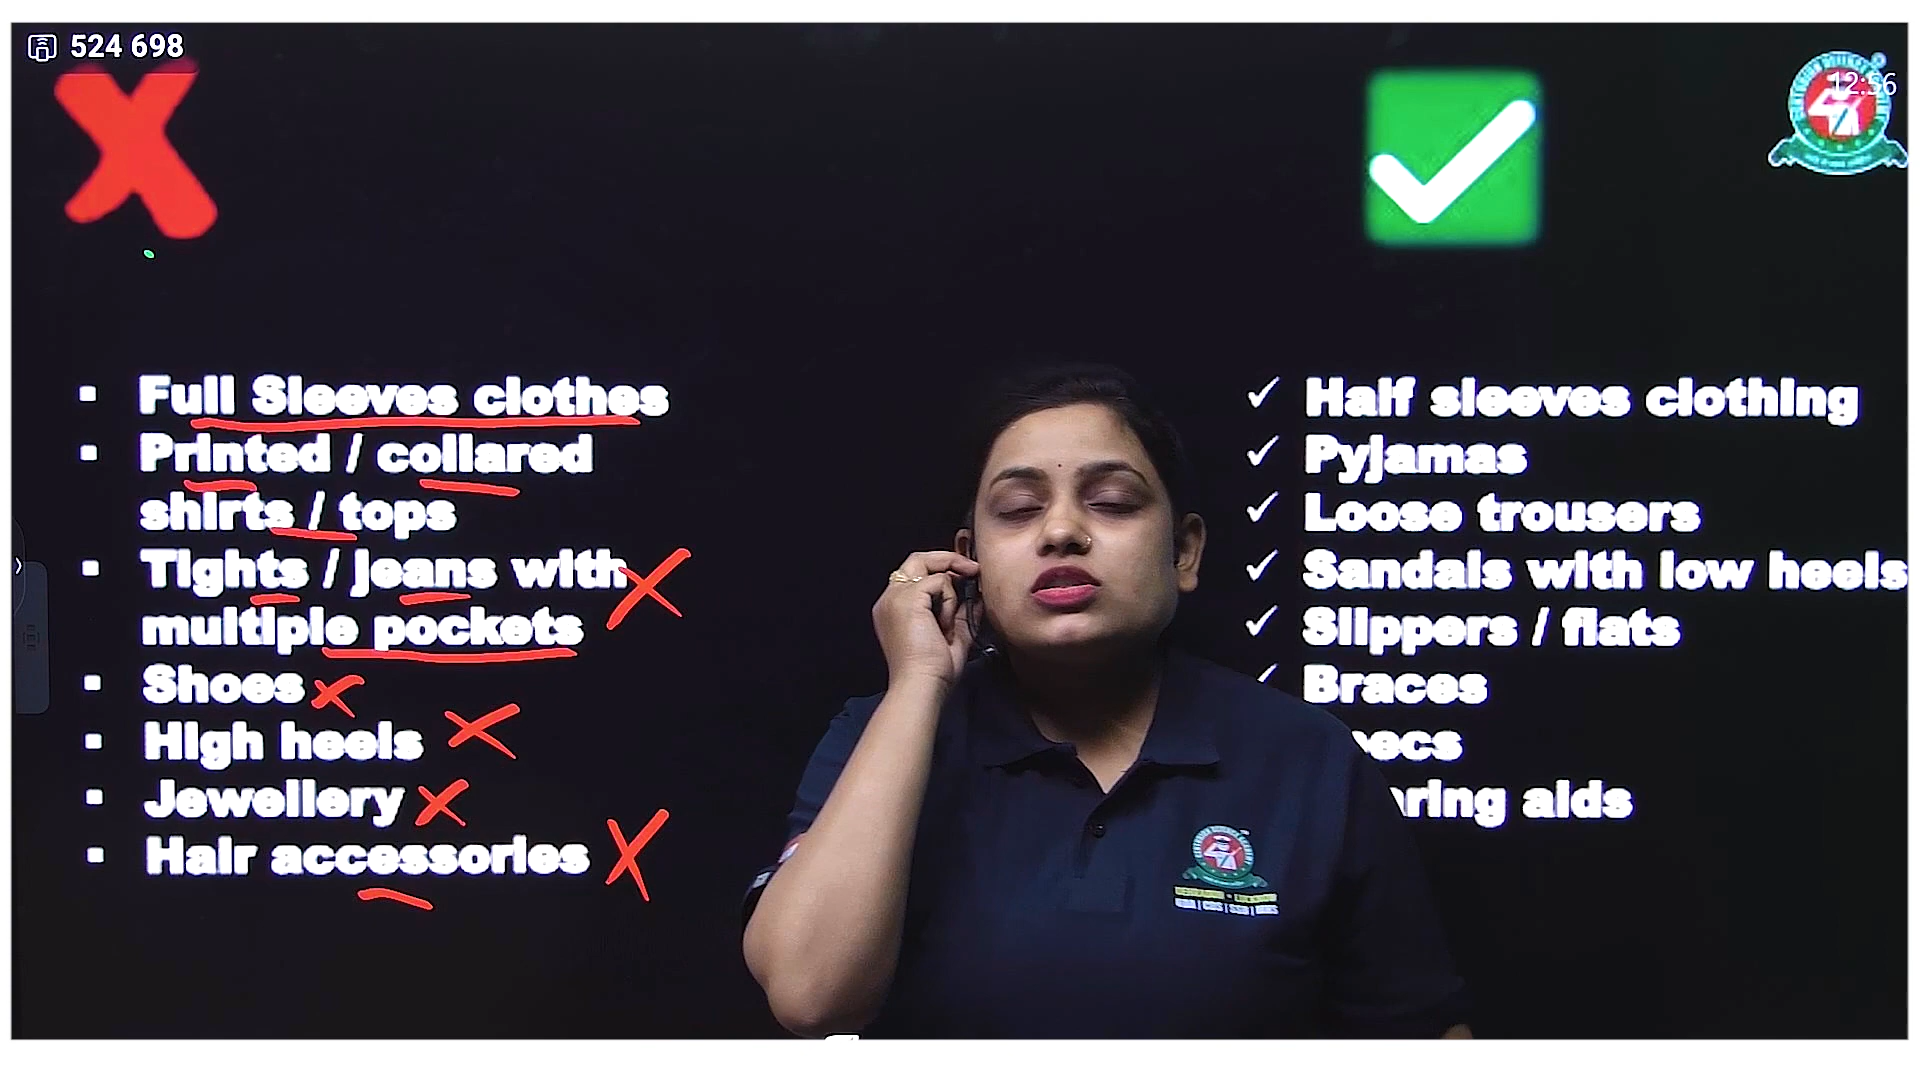 524 698
12:56
Full Sleeves clothes
Printed / collared
shirts / tops
Tights / jeans with
multiple pockets
Shoes
High heels
Jewellery
Hair accessories
Half sleeves clothing
Pyjamas
Loose trousers
Sandals with low heels
Slippers / flats
Braces
aids